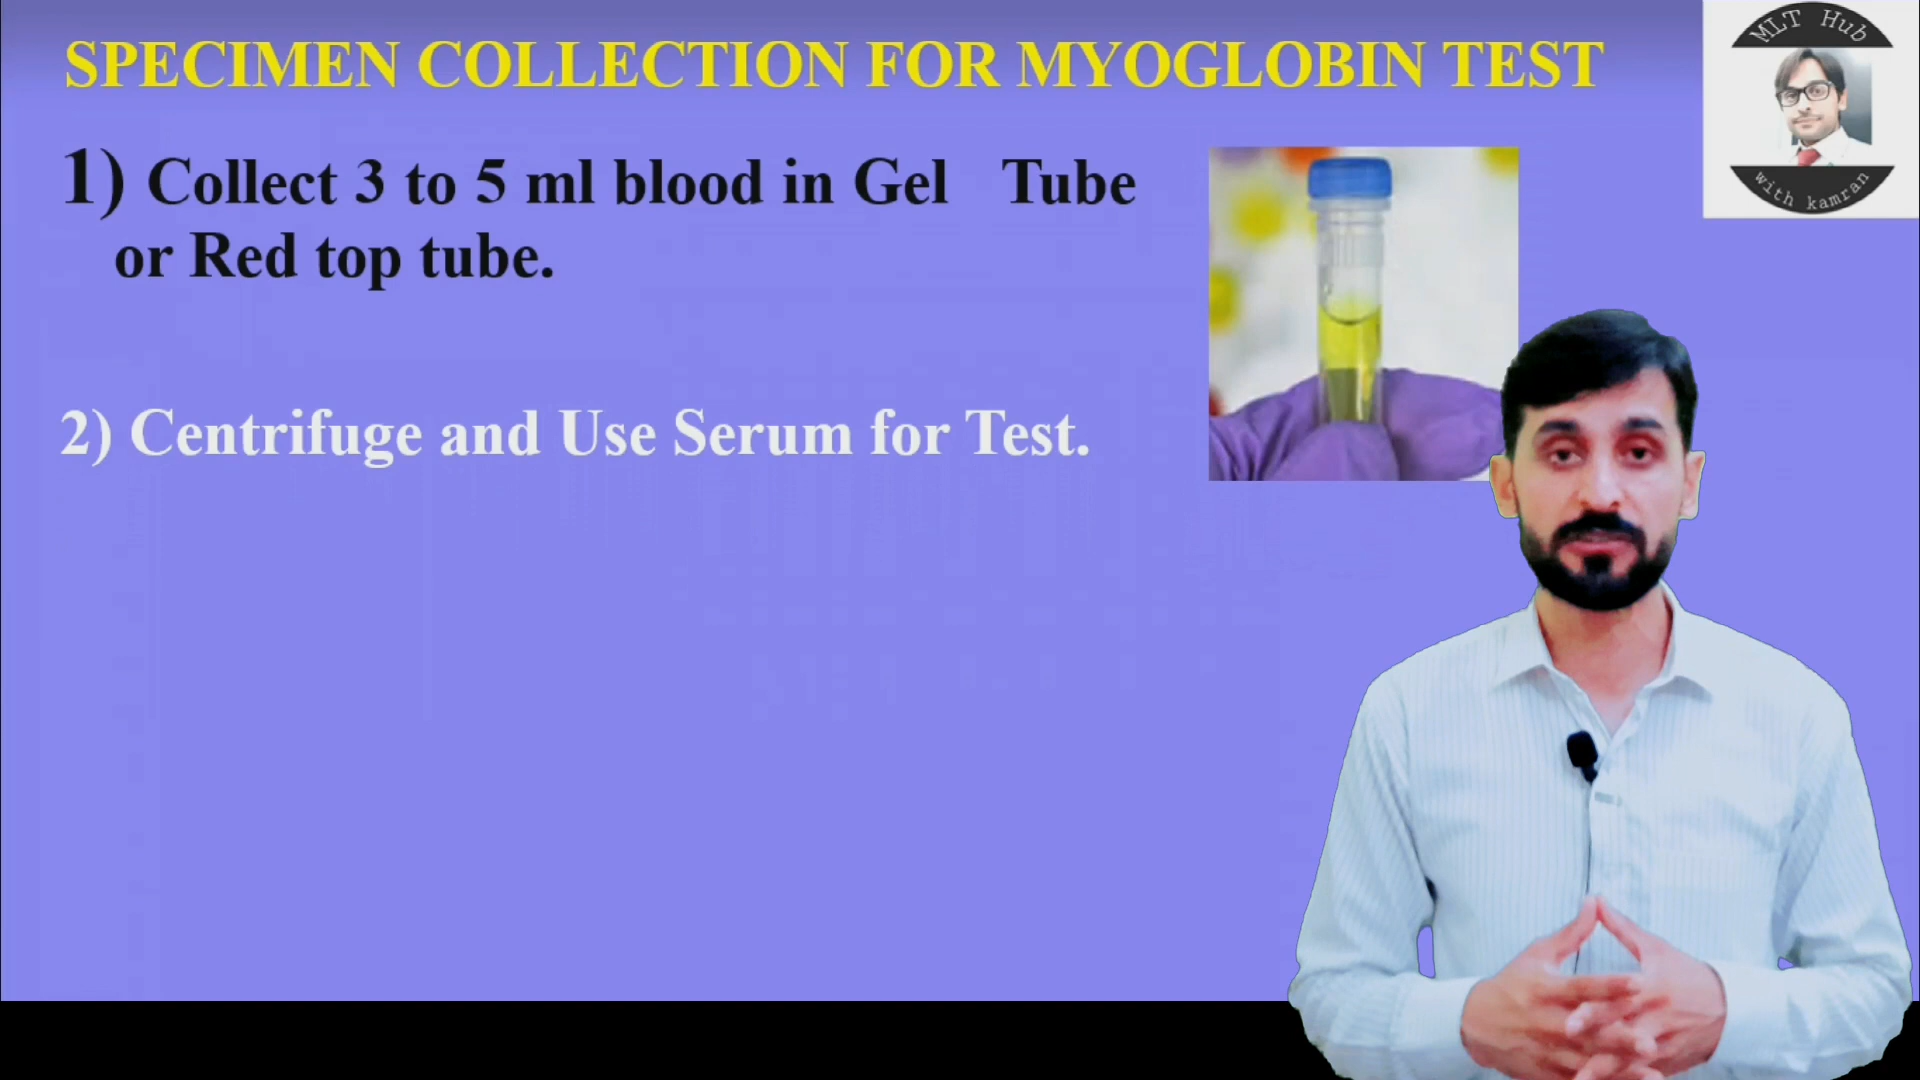 SPECIMEN COLLECTION FOR MYOGLOBIN TEST
MLT Hub
with kamran
1) Collect 3 to 5 ml blood in Gel Tube
or Red top tube.
2) Centrifuge and Use Serum for Test.